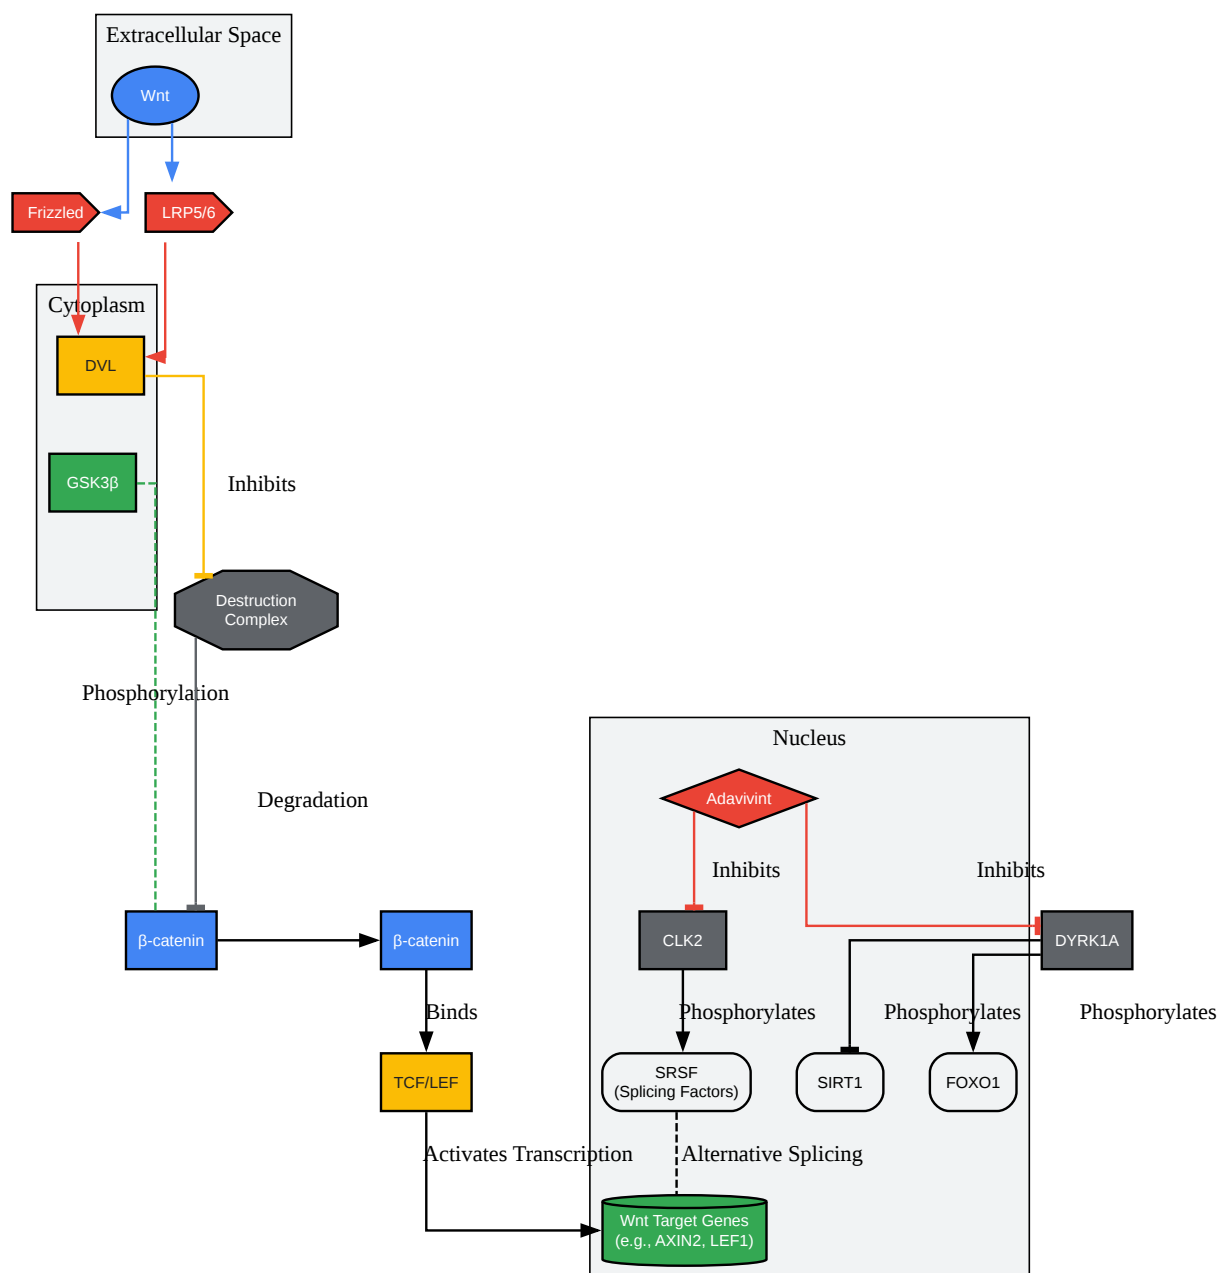 Extracellular Space
Wnt
Frizzled
LRP5/6
Cytoplasm
DVL
GSK3β
Inhibits
Destruction
Complex
Phosphorylation
Nucleus
Adavivint
Degradation
Inhibits
Inhibits
β-catenin
β-catenin
CLK2
DYRK1A
Binds
Phosphorylates
Phosphorylates
Phosphorylates
TCF/LEF
SRSF
(Splicing Factors)
SIRT1
FOXO1
Activates Transcription
Alternative Splicing
Wnt Target Genes
(e.g., AXIN2, LEF1)